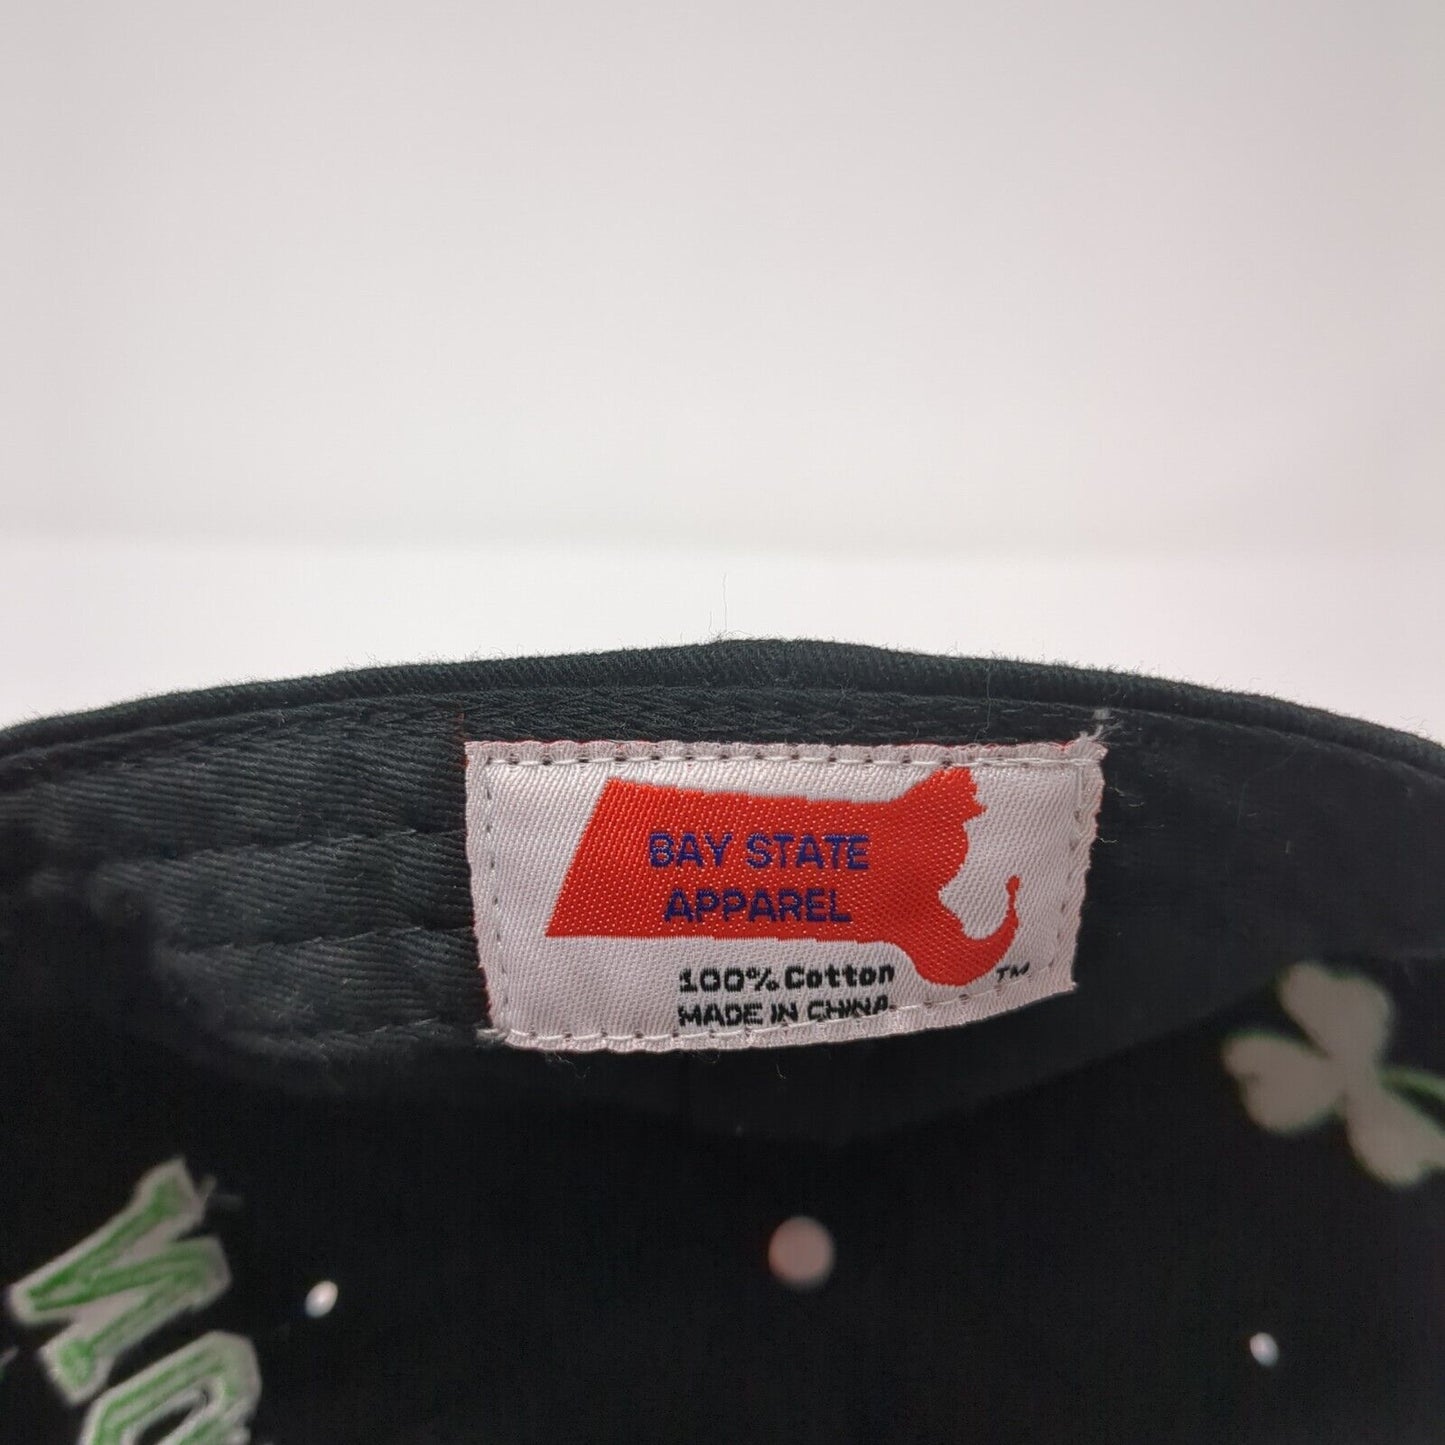 BAY STATE
APPAREL
TM
100% Cotton
MADE IN CHINA